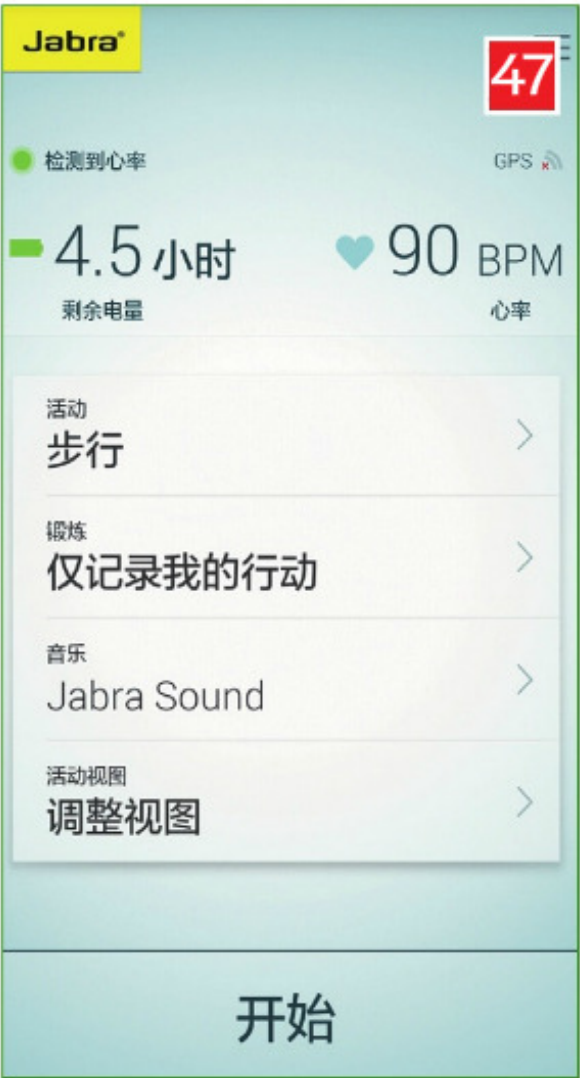 Jabra®
47
检测到心率
GPS
4.5 小时
90 BPM
剩余电量
心率
活动
步行
锻炼
仅记录我的行动
音乐
Jabra Sound
活动视图
调整视图
开始